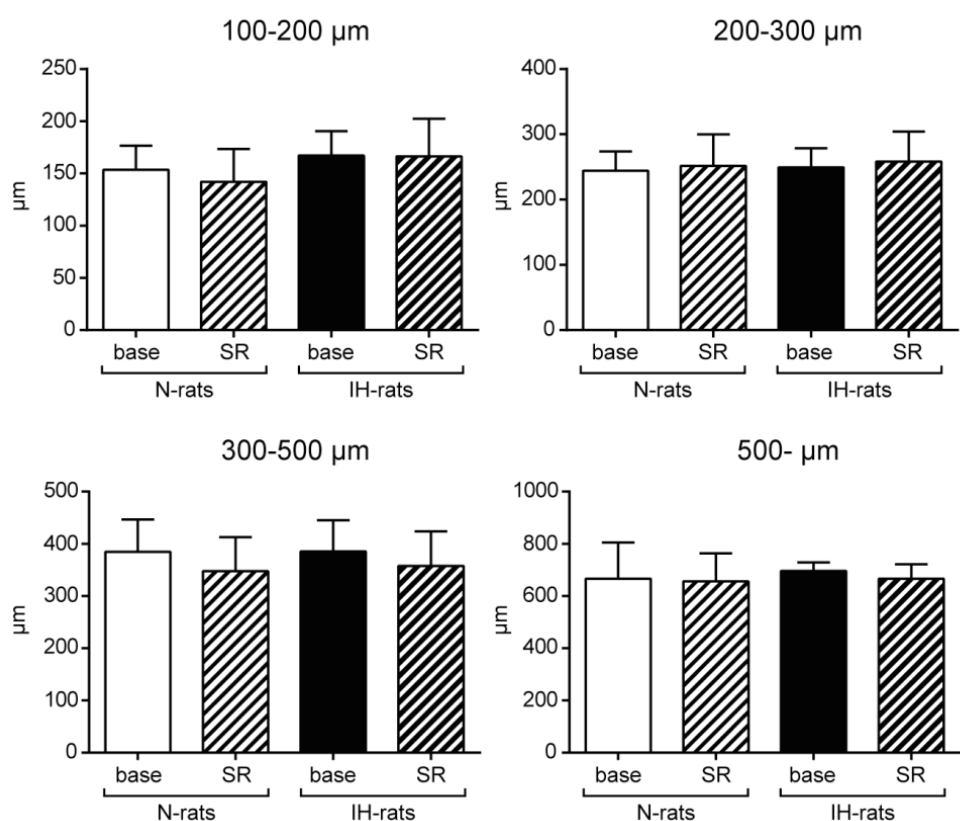 100-200 µm
250
200
150
100
50
0
µm
base SR base SR
N-rats IH-rats
200-300 µm
400
300
200
100
0
µm
base SR base SR
N-rats IH-rats
300-500 µm
500
400
300
200
100
0
µm
base SR base SR
N-rats IH-rats
500- µm
1000
800
600
400
200
0
µm
base SR base SR
N-rats IH-rats